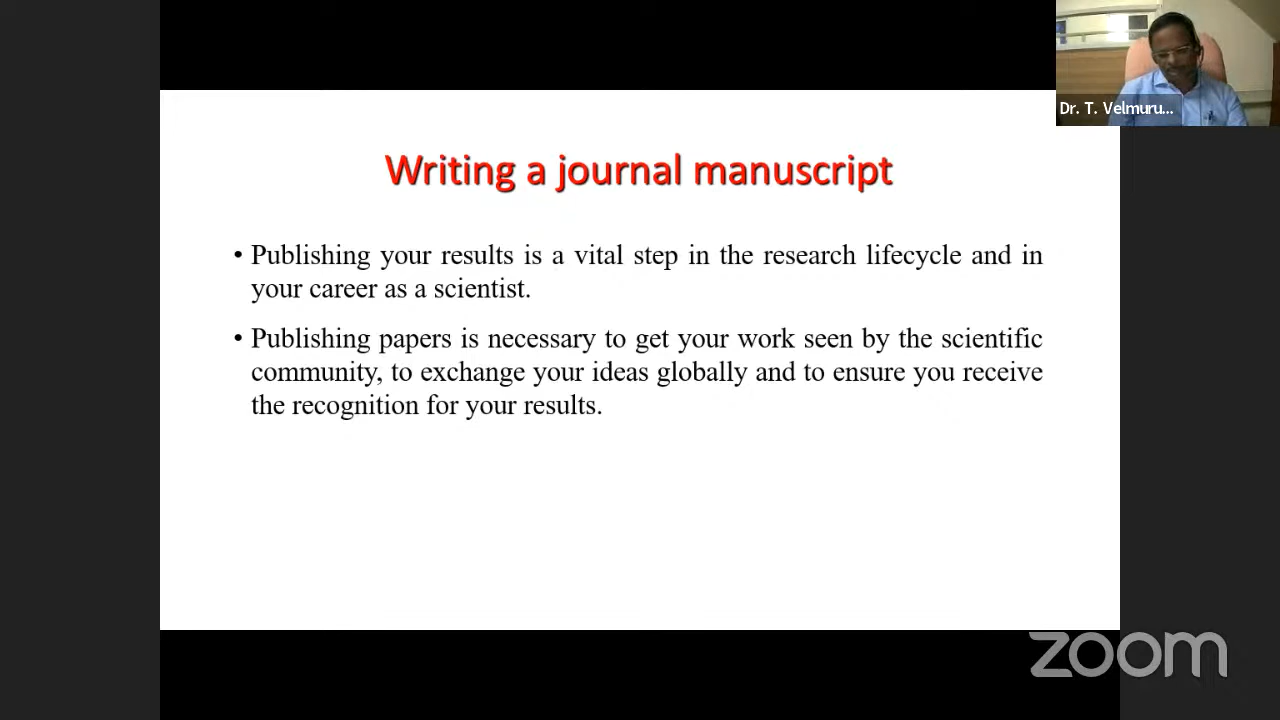 Dr. T. Velmuru...
Writing a journal manuscript
• Publishing your results is a vital step in the research lifecycle and in
your career as a scientist.
• Publishing papers is necessary to get your work seen by the scientific
community, to exchange your ideas globally and to ensure you receive
the recognition for your results.
zoom